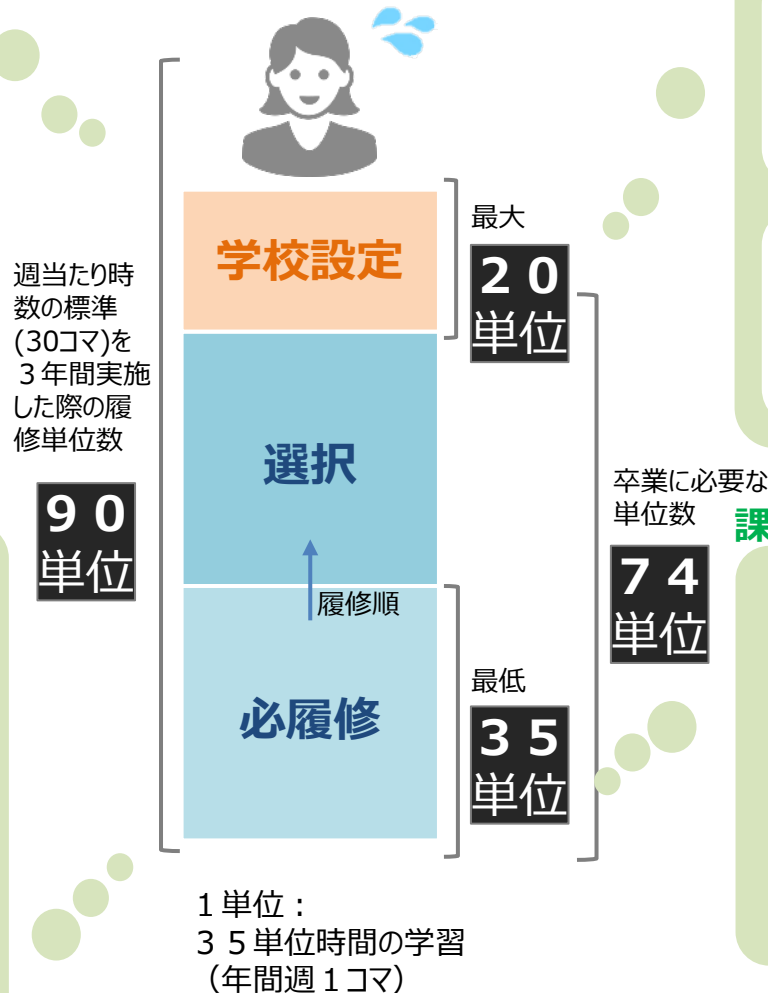 学校設定
最大
２０
単位
週当たり時
数の標準
(30コマ)を
３年間実施
した際の履
修単位数
９０
単位
選択
卒業に必要な
単位数
課
７４
単位
履修順
必履修
最低
３５
単位
１単位：
３５単位時間の学習
（年間週１コマ）